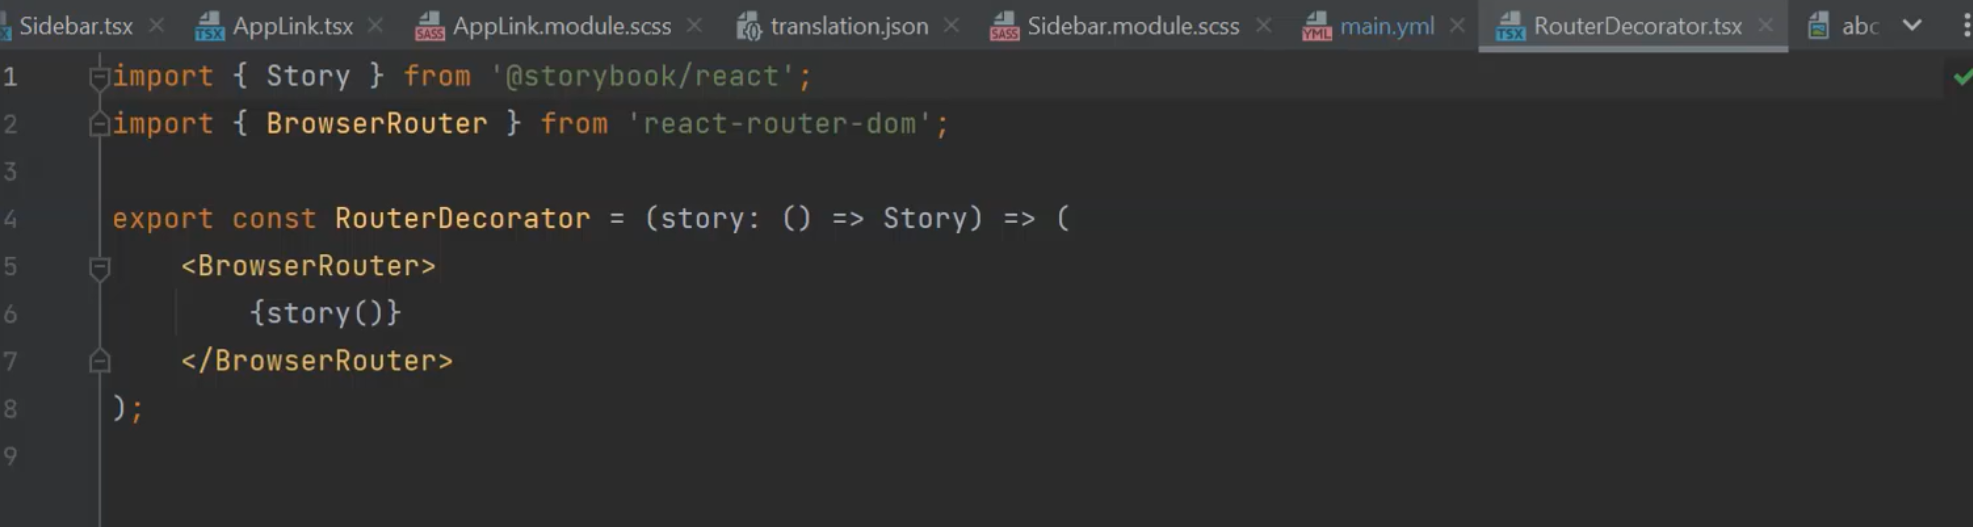 Sidebar.tsx AppLink.tsx AppLink.module.scss translation.json Sidebar.module.scss main.yml RouterDecorator.tsx abc
1 import { Story } from '@storybook/react';
2 import { BrowserRouter } from 'react-router-dom';
3
4 export const RouterDecorator = (story: () => Story) => (
5 <BrowserRouter>
6 {story()}
7 </BrowserRouter>
8 );
9